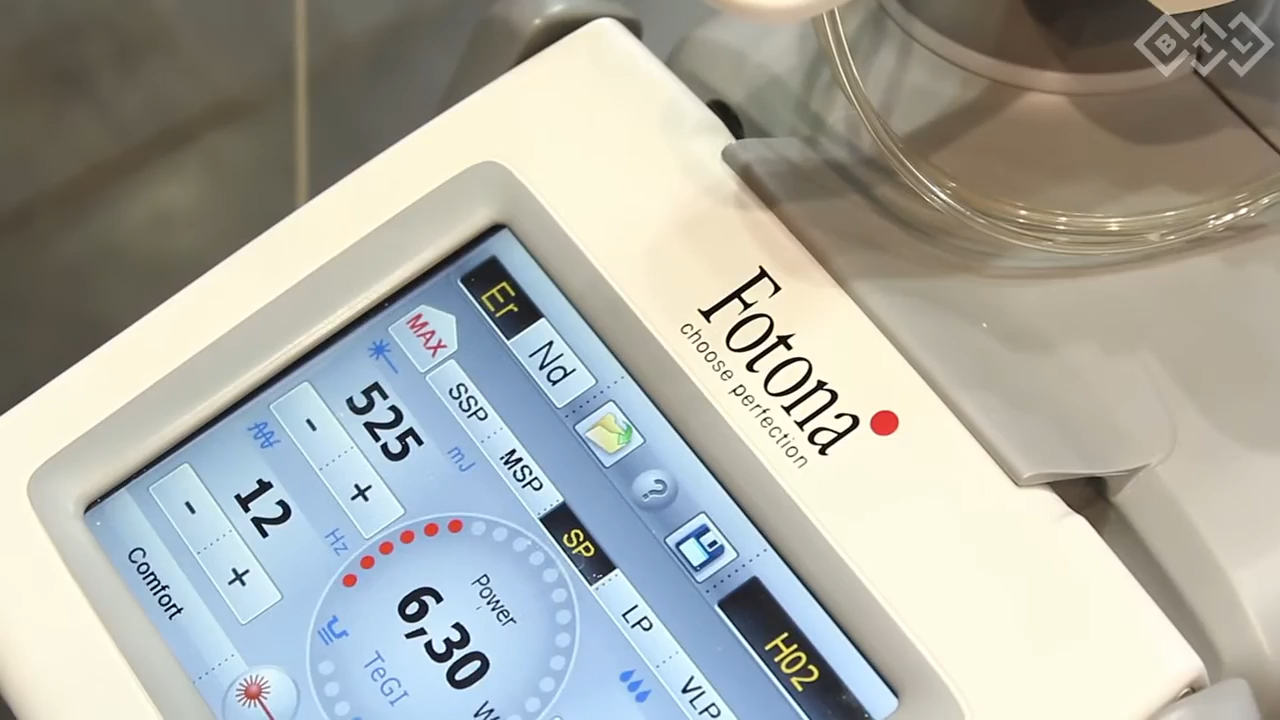 BTL
Fotona
choose perfection
Er
Nd
MAX
SSP
MSP
SP
LP
VLP
H02
525
mJ
-
+
12
Hz
-
+
Comfort
Power
6,30
W
TeGI
?